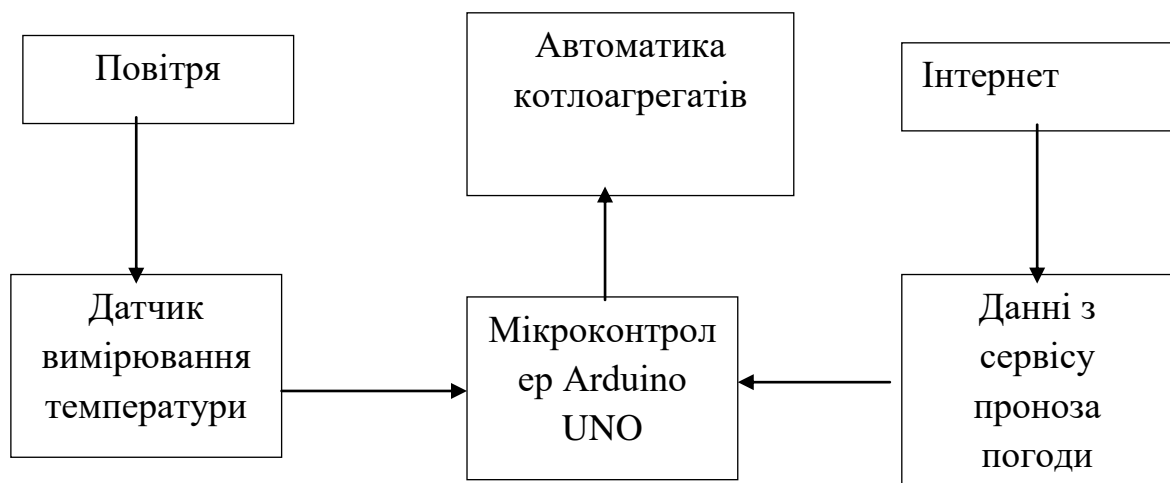 Повітря
Автоматика
котлоагрегатів
Інтернет
Датчик
вимірювання
температури
Мікроконтрол
ер Arduino
UNO
Данні з
сервісу
проноза
погоди